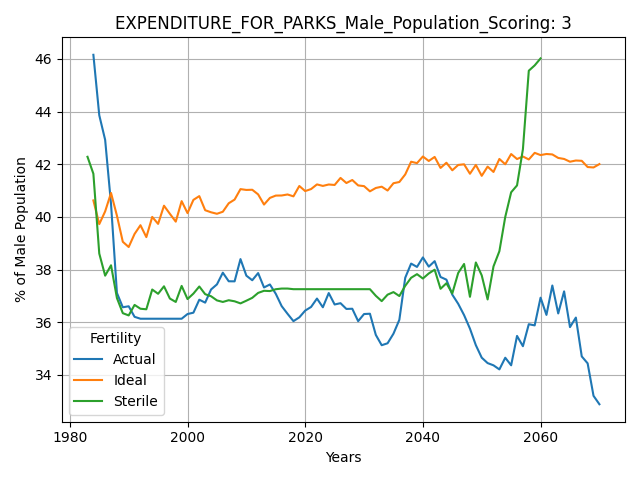 EXPENDITURE_FOR_PARKS_Male_Population_Scoring: 3
% of Male Population
46
44
42
40
38
36
34
Fertility
Actual
Ideal
Sterile
1980
2000
2020
2040
2060
Years